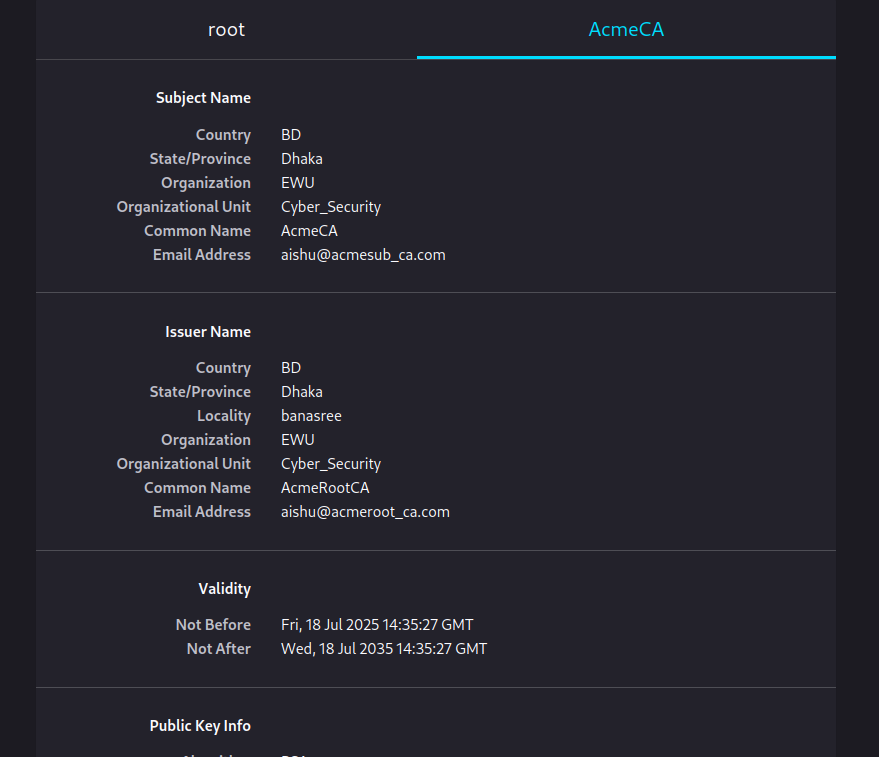 root
AcmeCA
Subject Name
Country BD
State/Province Dhaka
Organization EWU
Organizational Unit Cyber_Security
Common Name AcmeCA
Email Address aishu@acmesub_ca.com
Issuer Name
Country BD
State/Province Dhaka
Locality banasree
Organization EWU
Organizational Unit Cyber_Security
Common Name AcmeRootCA
Email Address aishu@acmeroot_ca.com
Validity
Not Before Fri, 18 Jul 2025 14:35:27 GMT
Not After Wed, 18 Jul 2035 14:35:27 GMT
Public Key Info